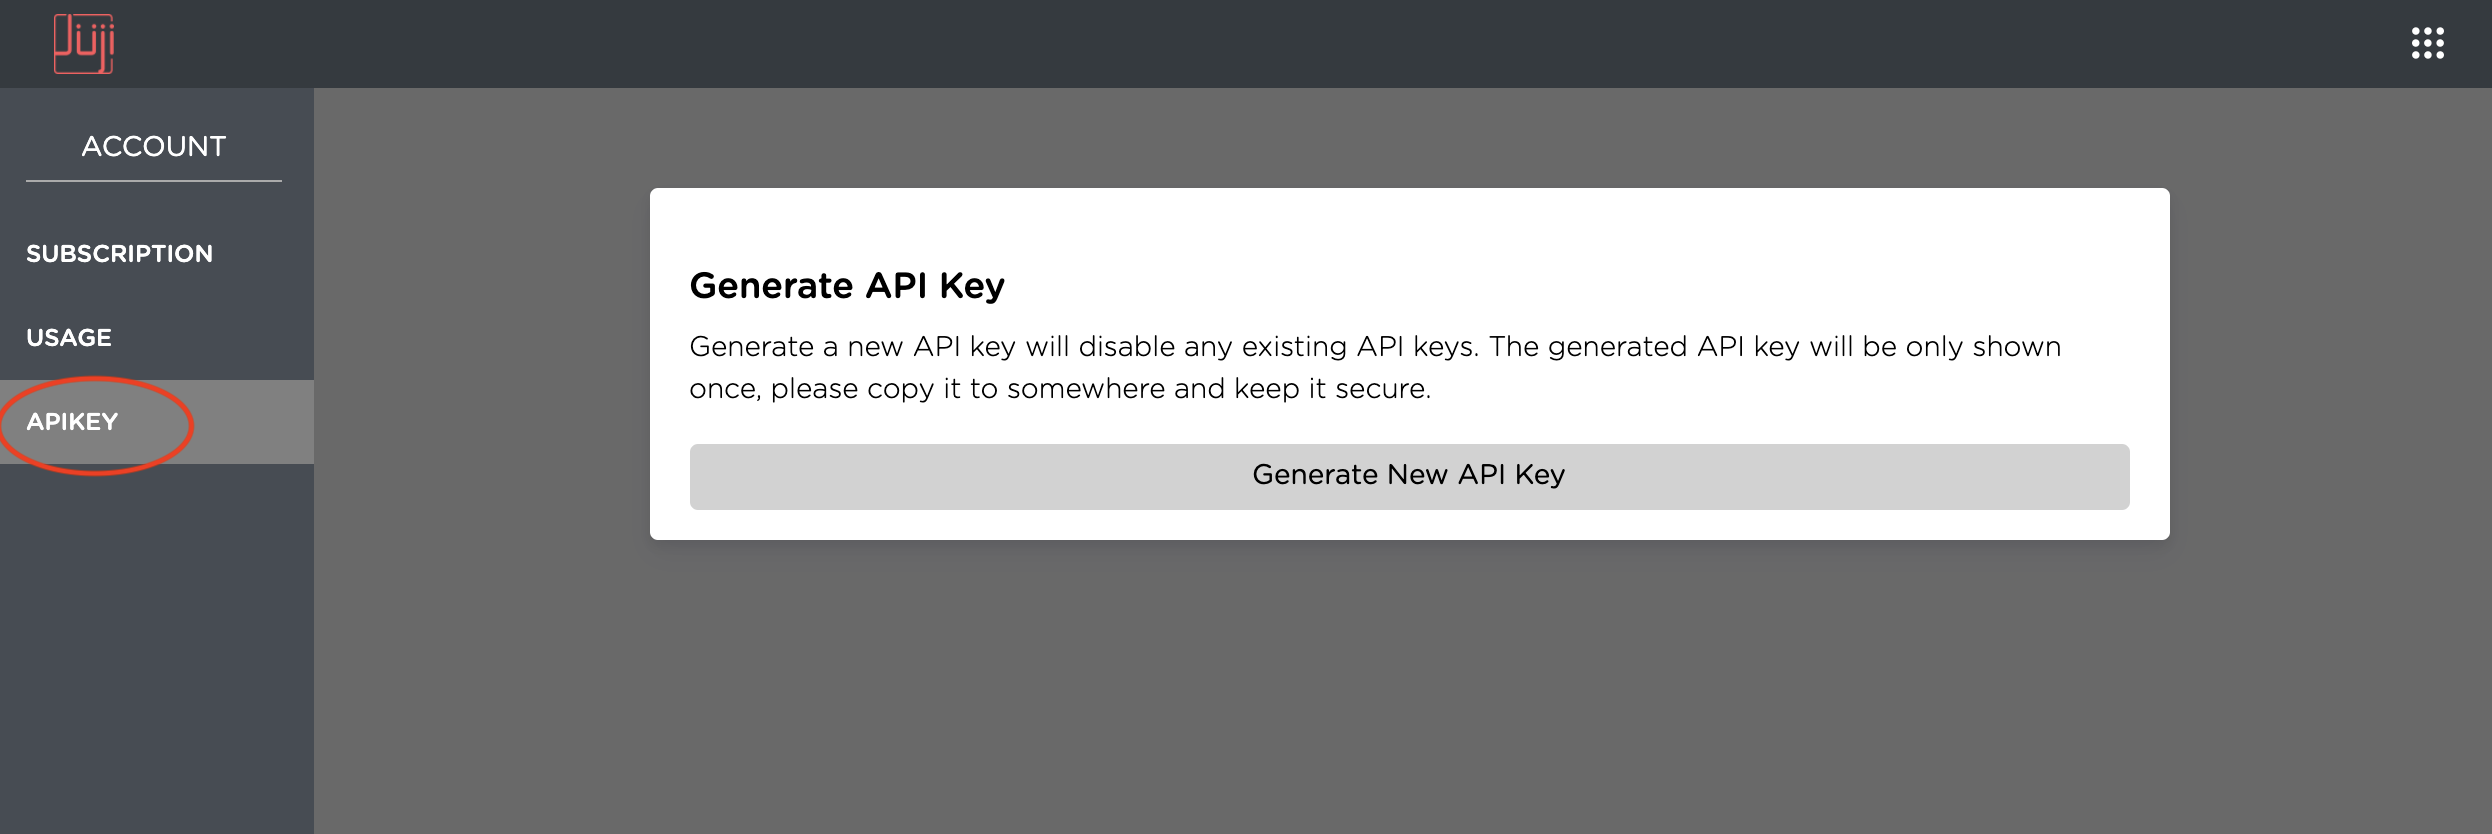 Juji
ACCOUNT
SUBSCRIPTION
USAGE
APIKEY
Generate API Key
Generate a new API key will disable any existing API keys. The generated API key will be only shown
once, please copy it to somewhere and keep it secure.
Generate New API Key